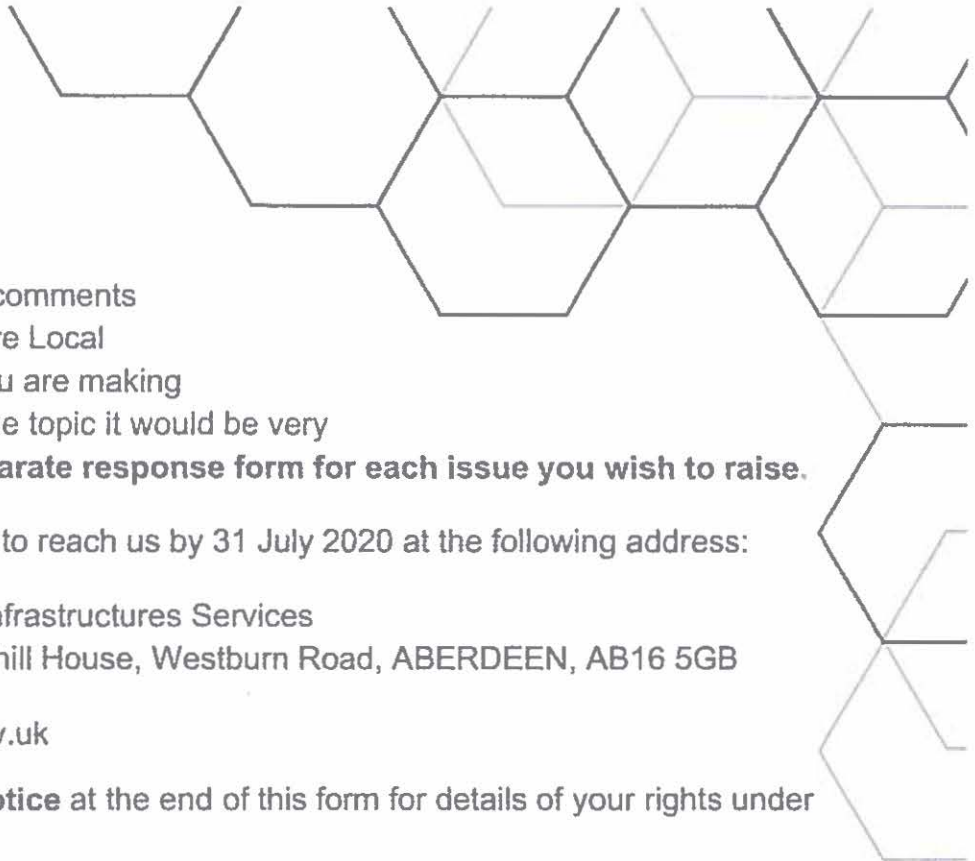 comments
re Local
u are making
e topic it would be very
arate response form for each issue you wish to raise.
to reach us by 31 July 2020 at the following address:
frastructures Services
hill House, Westburn Road, ABERDEEN, AB16 5GB
v.uk
otice at the end of this form for details of your rights under